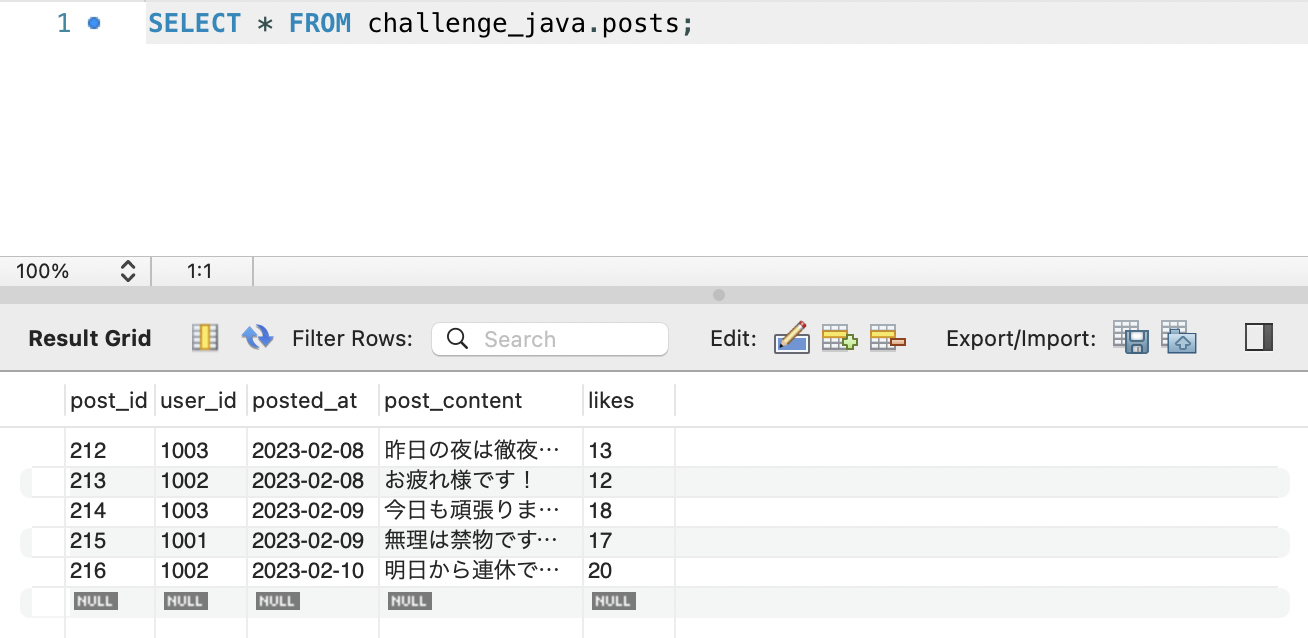 1 SELECT * FROM challenge_java.posts;
100% 1:1
Result Grid Filter Rows: Search Edit: Export/Import:
post_id user_id posted_at post_content likes
212 1003 2023-02-08 昨日の夜は徹夜… 13
213 1002 2023-02-08 お疲れ様です！ 12
214 1003 2023-02-09 今日も頑張りま… 18
215 1001 2023-02-09 無理は禁物です… 17
216 1002 2023-02-10 明日から連休で… 20
NULL NULL NULL NULL NULL